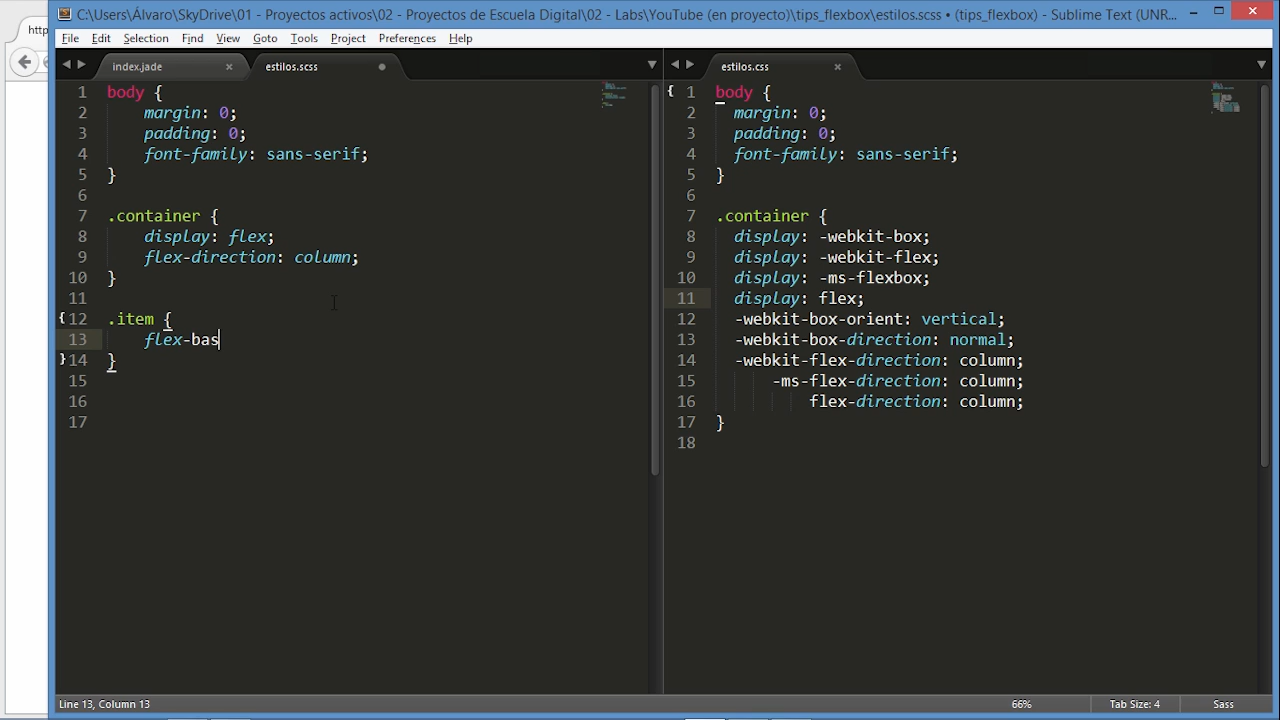 http
C:\Users\Álvaro\SkyDrive\01 - Proyectos activos\02 - Proyectos de Escuela Digital\02 - Labs\YouTube (en proyecto)\tips_flexbox\estilos.scss • (tips_flexbox) - Sublime Text (UNR...
File Edit Selection Find View Goto Tools Project Preferences Help
index.jade × estilos.scss
1 body {
2 margin: 0;
3 padding: 0;
4 font-family: sans-serif;
5 }
6
7 .container {
8 display: flex;
9 flex-direction: column;
10 }
11
12 .item {
13 flex-bas
14 }
15
16
17
estilos.css ×
1 body {
2 margin: 0;
3 padding: 0;
4 font-family: sans-serif;
5 }
6
7 .container {
8 display: -webkit-box;
9 display: -webkit-flex;
10 display: -ms-flexbox;
11 display: flex;
12 -webkit-box-orient: vertical;
13 -webkit-box-direction: normal;
14 -webkit-flex-direction: column;
15 -ms-flex-direction: column;
16 flex-direction: column;
17 }
18
Line 13, Column 13 66% Tab Size: 4 Sass